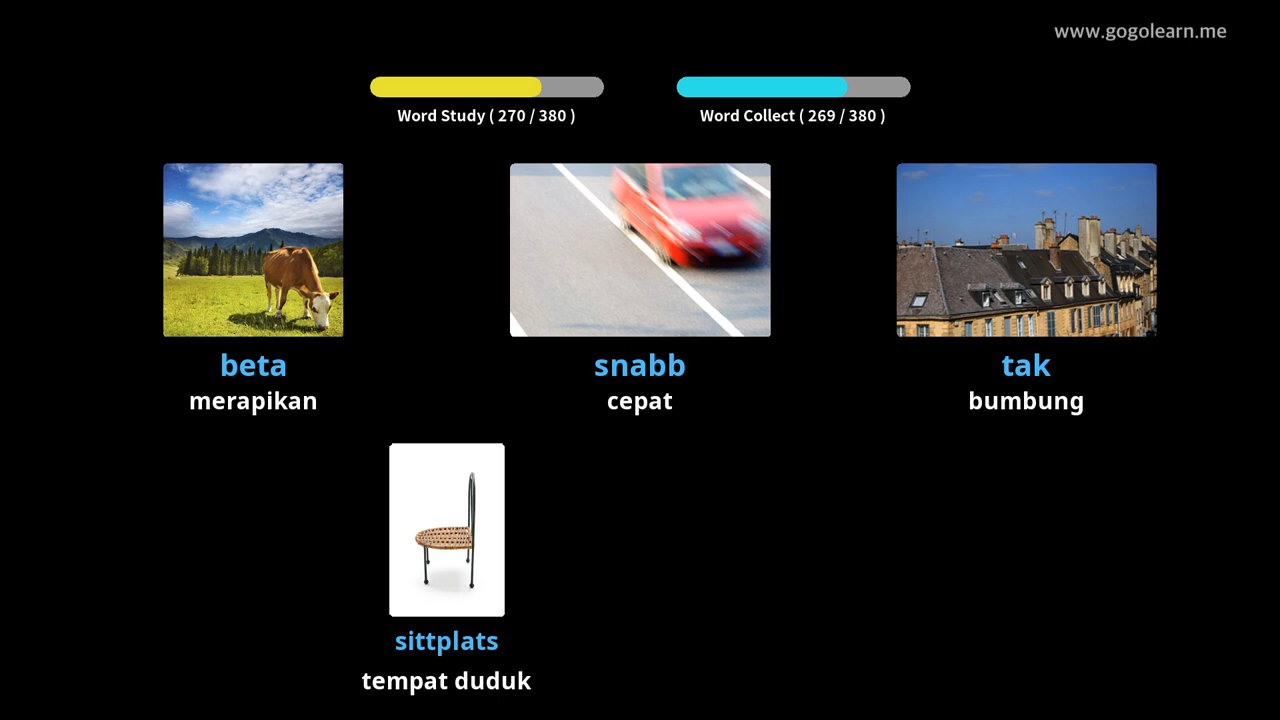 www.gogolearn.me
Word Study ( 270 / 380 )
Word Collect ( 269 / 380 )
beta
merapikan
snabb
cepat
tak
bumbung
sittplats
tempat duduk